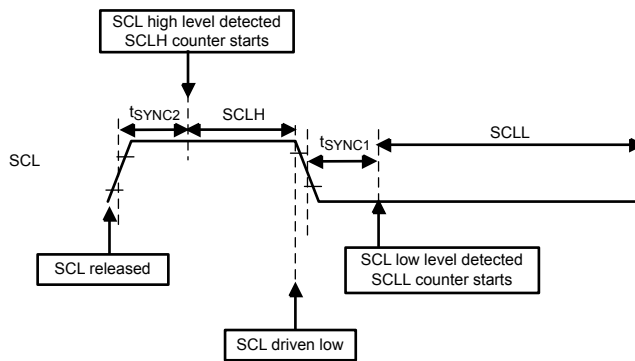 SCL high level detected
SCLH counter starts
tSYNC2
SCLH
SCLL
tSYNC1
SCL
SCL released
SCL low level detected
SCLL counter starts
SCL driven low